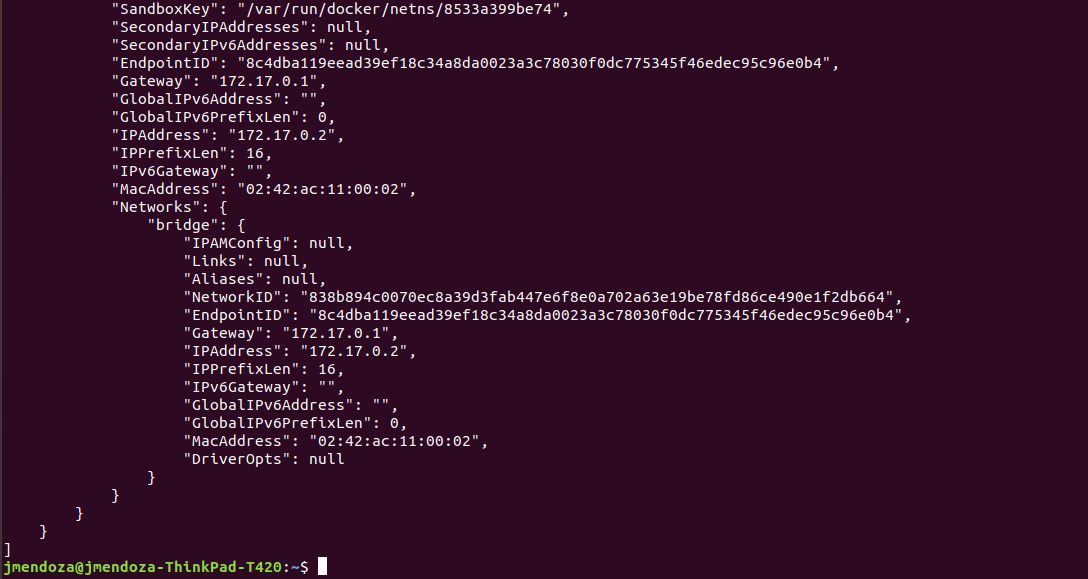 "SandboxKey": "/var/run/docker/netns/8533a399be74",
"SecondaryIPAddresses": null,
"SecondaryIPv6Addresses": null,
"EndpointID": "8c4dba119eead39ef18c34a8da0023a3c78030f0dc775345f46edec95c96e0b4",
"Gateway": "172.17.0.1",
"GlobalIPv6Address": "",
"GlobalIPv6PrefixLen": 0,
"IPAddress": "172.17.0.2",
"IPPrefixLen": 16,
"IPv6Gateway": "",
"MacAddress": "02:42:ac:11:00:02",
"Networks": {
"bridge": {
"IPAMConfig": null,
"Links": null,
"Aliases": null,
"NetworkID": "838b894c0070ec8a39d3fab447e6f8e0a702a63e19be78fd86ce490e1f2db664",
"EndpointID": "8c4dba119eead39ef18c34a8da0023a3c78030f0dc775345f46edec95c96e0b4",
"Gateway": "172.17.0.1",
"IPAddress": "172.17.0.2",
"IPPrefixLen": 16,
"IPv6Gateway": "",
"GlobalIPv6Address": "",
"GlobalIPv6PrefixLen": 0,
"MacAddress": "02:42:ac:11:00:02",
"DriverOpts": null
}
}
}
}
]
jmendoza@jmendoza-ThinkPad-T420:~$